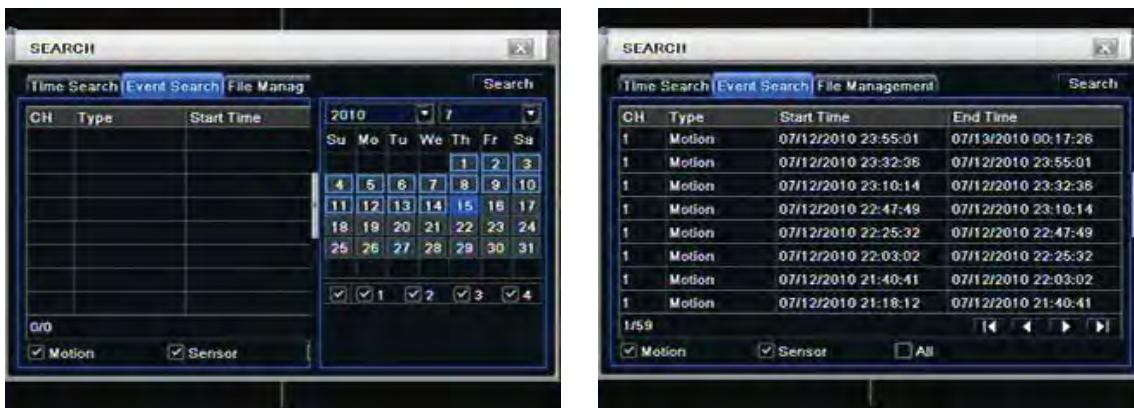 SEARCH
Time Search Event Search File Manag Search
CH Type Start Time
2010 7
Su Mo Tu We Th Fr Sa
1 2 3
4 5 6 7 8 9 10
11 12 13 14 15 16 17
18 19 20 21 22 23 24
25 26 27 28 29 30 31
1 2 3 4
0/0
Motion Sensor
SEARCH
Time Search Event Search File Management Search
CH Type Start Time End Time
1 Motion 07/12/2010 23:55:01 07/13/2010 00:17:26
1 Motion 07/12/2010 23:32:36 07/12/2010 23:55:01
1 Motion 07/12/2010 23:10:14 07/12/2010 23:32:36
1 Motion 07/12/2010 22:47:49 07/12/2010 23:10:14
1 Motion 07/12/2010 22:25:32 07/12/2010 22:47:49
1 Motion 07/12/2010 22:03:02 07/12/2010 22:25:32
1 Motion 07/12/2010 21:40:41 07/12/2010 22:03:02
1 Motion 07/12/2010 21:18:12 07/12/2010 21:40:41
1/59
Motion Sensor All